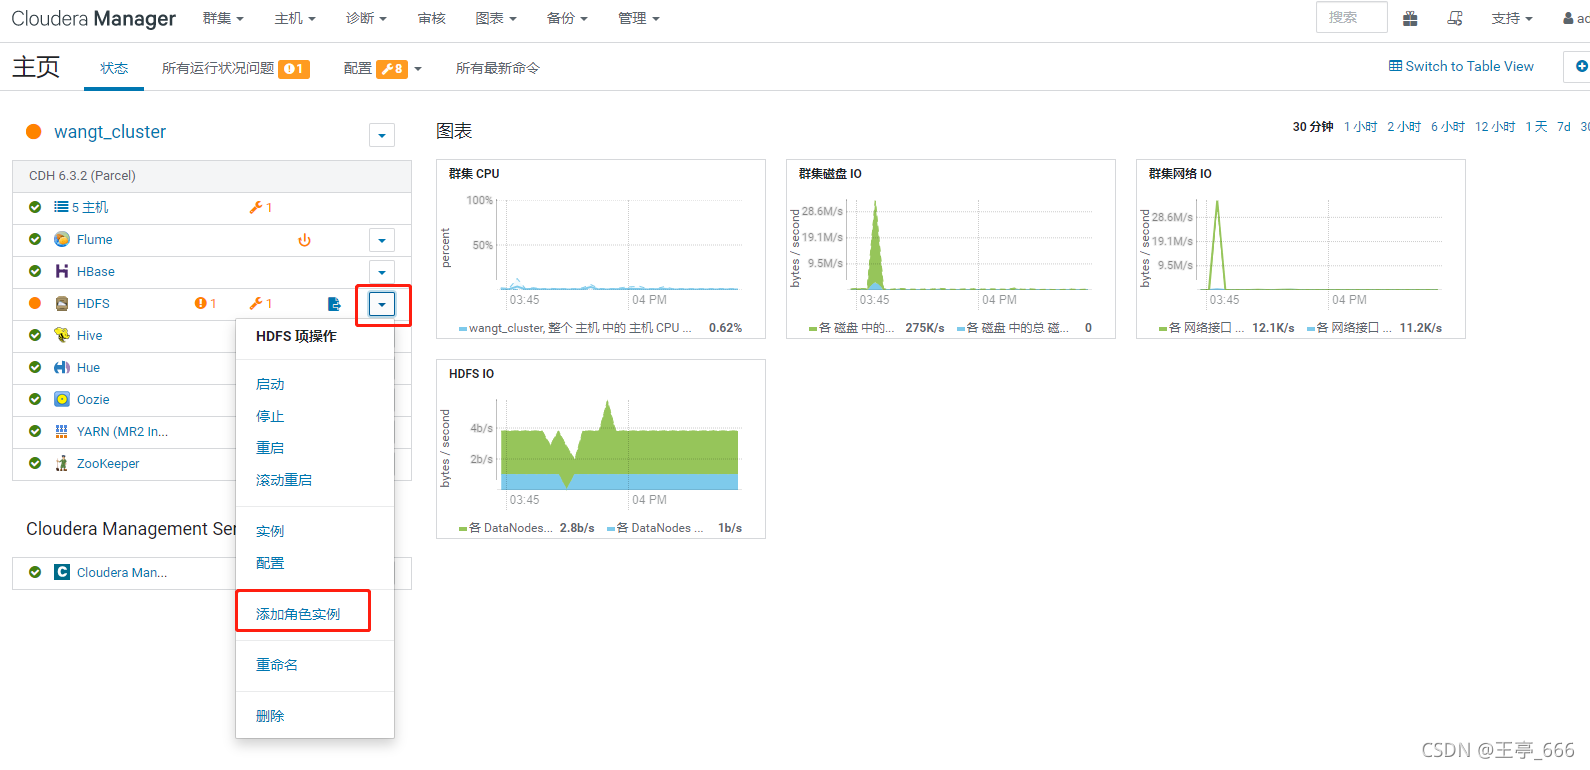 Cloudera Manager 群集 主机 诊断 审核 图表 备份 管理 搜索 支持
主页 状态 所有运行状况问题 1 配置 8 所有最新命令 Switch to Table View
wangt_cluster
CDH 6.3.2 (Parcel)
5 主机 1
Flume
HBase
HDFS 1 1
Hive
Hue
Oozie
YARN (MR2 In...
ZooKeeper
Cloudera Management Ser
Cloudera Man...
HDFS 项操作
启动
停止
重启
滚动重启
实例
配置
添加角色实例
重命名
删除
图表
30 分钟 1 小时 2 小时 6 小时 12 小时 1 天 7d 30
群集 CPU
percent
100%
50%
03:45 04 PM
wangt_cluster, 整个 主机 中的 主机 CPU ... 0.62%
群集磁盘 IO
bytes / second
28.6M/s
19.1M/s
9.5M/s
03:45 04 PM
各 磁盘 中的... 275K/s 各 磁盘 中的总 磁... 0
群集网络 IO
bytes / second
28.6M/s
19.1M/s
9.5M/s
03:45 04 PM
各 网络接口 ... 12.1K/s 各 网络接口 ... 11.2K/s
HDFS IO
bytes / second
4b/s
2b/s
03:45 04 PM
各 DataNodes... 2.8b/s 各 DataNodes ... 1b/s
CSDN @王亭_666